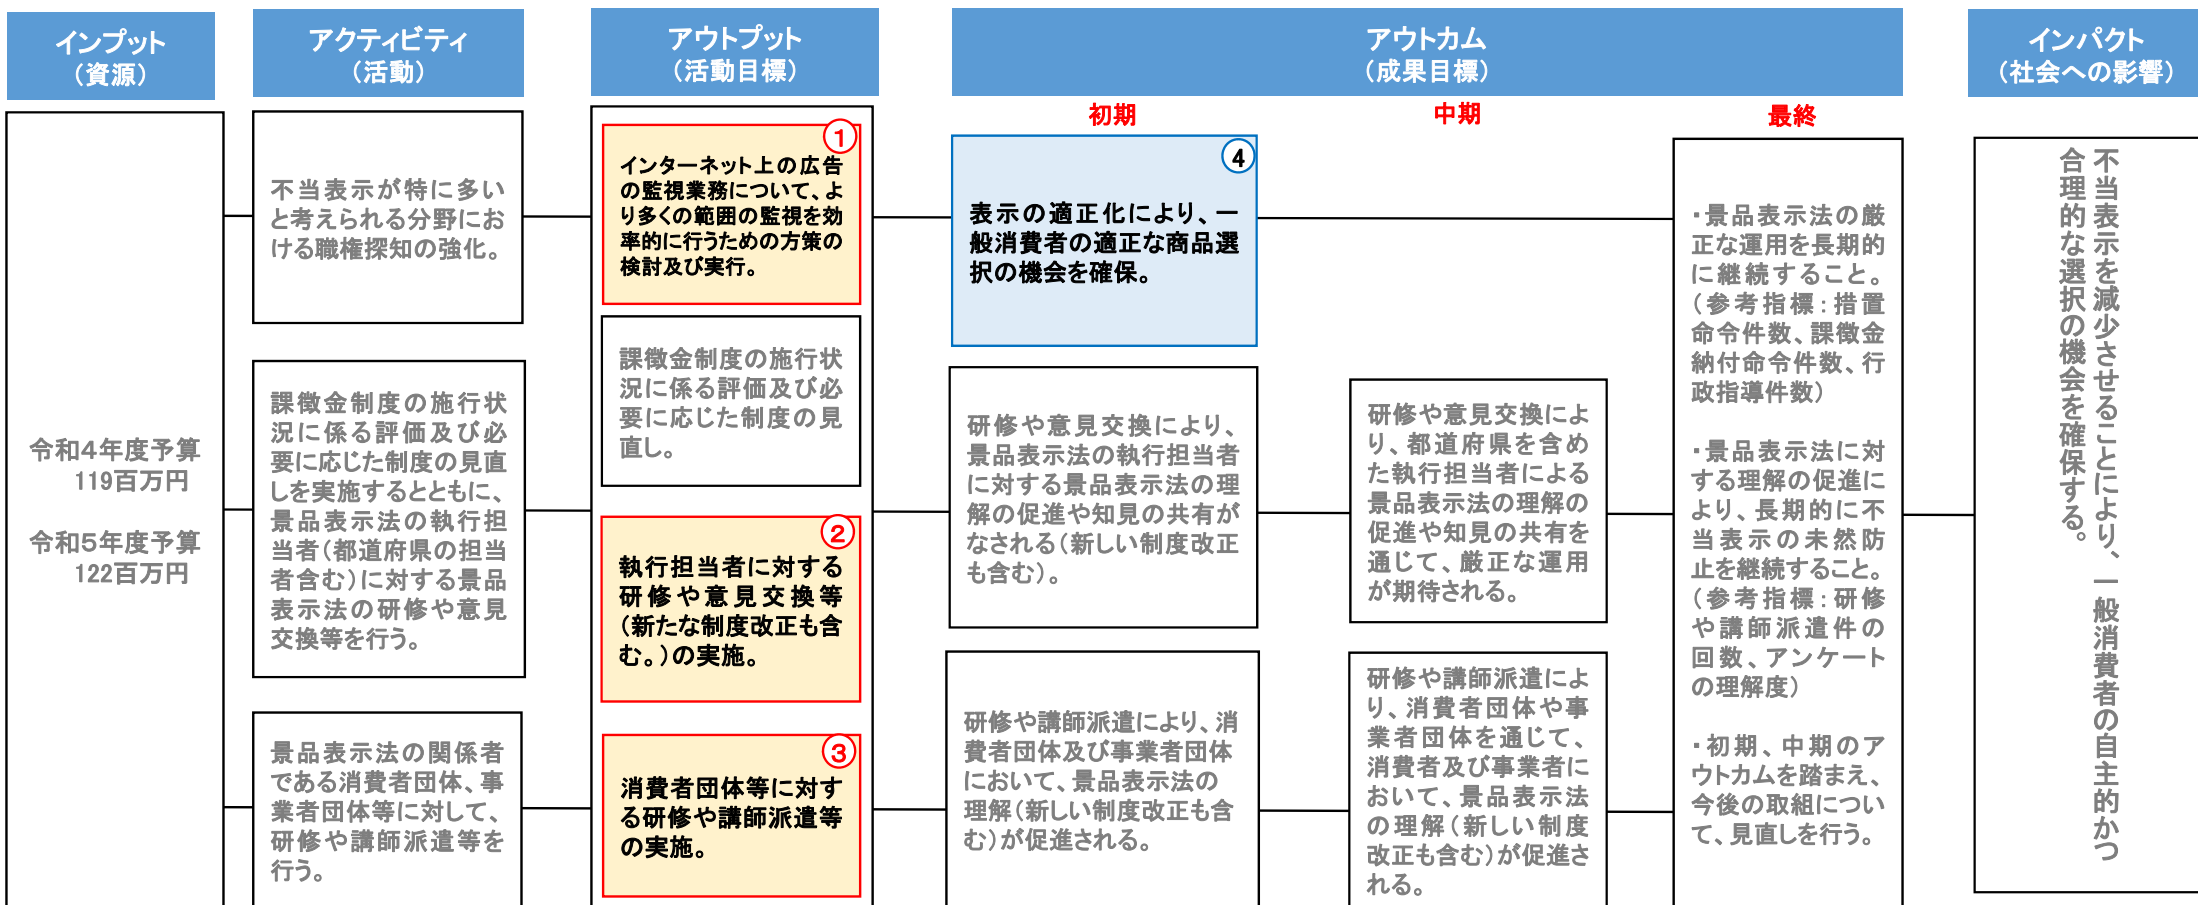 インプット
（資源）
アクティビティ
（活動）
アウトプット
（活動目標）
アウトカム
（成果目標）
インパクト
（社会への影響）
初期
中期
最終
令和４年度予算
119百万円
令和５年度予算
122百万円
不当表示が特に多い
と考えられる分野にお
ける職権探知の強化。
課徴金制度の施行状
況に係る評価及び必
要に応じた制度の見直
しを実施するとともに、
景品表示法の執行担
当者（都道府県の担当
者含む）に対する景品
表示法の研修や意見
交換等を行う。
景品表示法の関係者
である消費者団体、事
業者団体等に対して、
研修や講師派遣等を
行う。
①
インターネット上の広告
の監視業務について、よ
り多くの範囲の監視を効
率的に行うための方策の
検討及び実行。
課徴金制度の施行状
況に係る評価及び必
要に応じた制度の見
直し。
②
執行担当者に対する
研修や意見交換等
（新たな制度改正も含
む。）の実施。
③
消費者団体等に対す
る研修や講師派遣等
の実施。
④
表示の適正化により、一
般消費者の適正な商品選
択の機会を確保。
研修や意見交換により、
景品表示法の執行担当者
に対する景品表示法の理
解の促進や知見の共有が
なされる（新しい制度改正
も含む）。
研修や講師派遣により、消
費者団体及び事業者団体
において、景品表示法の
理解（新しい制度改正も含
む）が促進される。
研修や意見交換によ
り、都道府県を含め
た執行担当者による
景品表示法の理解の
促進や知見の共有を
通じて、厳正な運用
が期待される。
研修や講師派遣によ
り、消費者団体や事
業者団体を通じて、
消費者及び事業者に
おいて、景品表示法
の理解（新しい制度
改正も含む）が促進さ
れる。
・景品表示法の厳
正な運用を長期的
に継続すること。
（参考指標：措置
命令件数、課徴金
納付命令件数、行
政指導件数）
・景品表示法に対
する理解の促進に
より、長期的に不
当表示の未然防
止を継続すること。
（参考指標：研修
や講師派遣件の
回数、アンケート
の理解度）
・初期、中期のア
ウトカムを踏まえ、
今後の取組につい
て、見直しを行う。
不当表示を減少させることにより、一般消費者の自主的かつ
合理的な選択の機会を確保する。